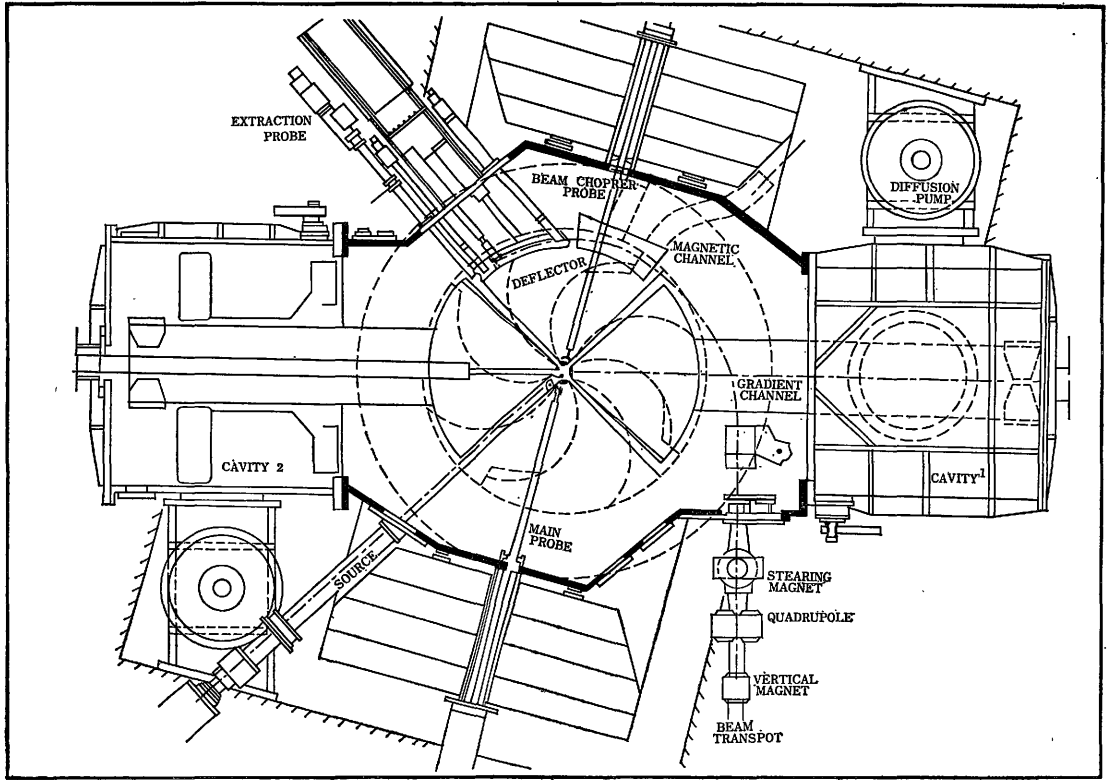 EXTRACTION
PROBE
BEAM CHOPRER
PROBE
DIFFUSION
PUMP
MAGNETIC
CHANNEL
DEFLECTOR
GRADIENT
CHANNEL
CAVITY 2
CAVITY 1
MAIN
PROBE
SOURCE
STEARING
MAGNET
QUADRUPOLE
VERTICAL
MAGNET
BEAM
TRANSPOT